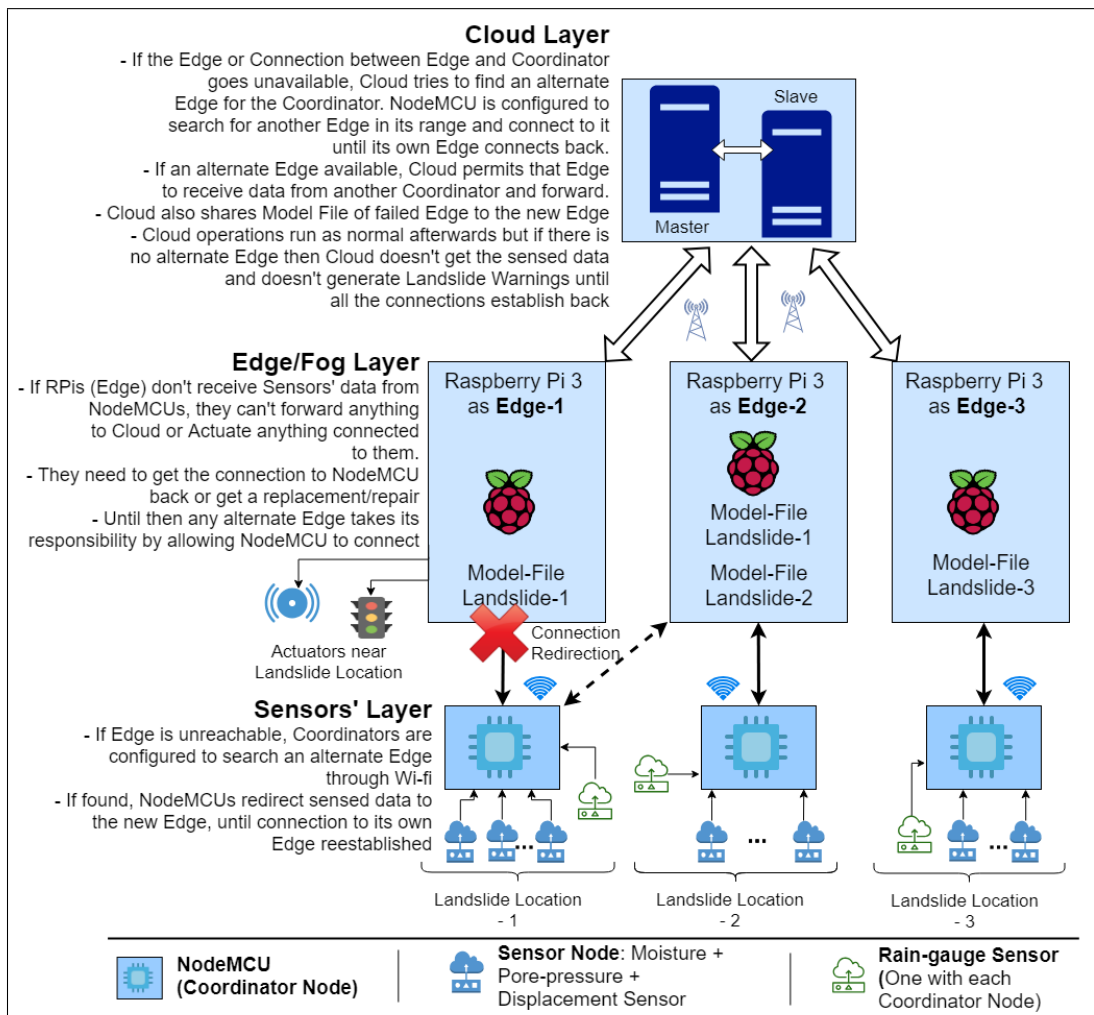 Cloud Layer
- If the Edge or Connection between Edge and Coordinator
goes unavailable, Cloud tries to find an alternate
Edge for the Coordinator. NodeMCU is configured to
search for another Edge in its range and connect to it
until its own Edge connects back.
- If an alternate Edge available, Cloud permits that Edge
to receive data from another Coordinator and forward.
- Cloud also shares Model File of failed Edge to the new Edge
- Cloud operations run as normal afterwards but if there is
no alternate Edge then Cloud doesn't get the sensed data
and doesn't generate Landslide Warnings until
all the connections establish back
Slave
Master
Edge/Fog Layer
- If RPis (Edge) don't receive Sensors' data from
NodeMCUs, they can't forward anything
to Cloud or Actuate anything connected
to them.
- They need to get the connection to NodeMCU
back or get a replacement/repair
- Until then any alternate Edge takes its
responsibility by allowing NodeMCU to connect
Raspberry Pi 3
as Edge-1
Model-File
Landslide-1
Raspberry Pi 3
as Edge-2
Model-File
Landslide-1
Model-File
Landslide-2
Raspberry Pi 3
as Edge-3
Model-File
Landslide-3
Actuators near
Landslide Location
Connection
Redirection
Sensors' Layer
- If Edge is unreachable, Coordinators are
configured to search an alternate Edge
through Wi-fi
- If found, NodeMCUs redirect sensed data to
the new Edge, until connection to its own
Edge reestablished
...
...
...
Landslide Location
- 1
Landslide Location
- 2
Landslide Location
- 3
NodeMCU
(Coordinator Node)
Sensor Node: Moisture +
Pore-pressure +
Displacement Sensor
Rain-gauge Sensor
(One with each
Coordinator Node)